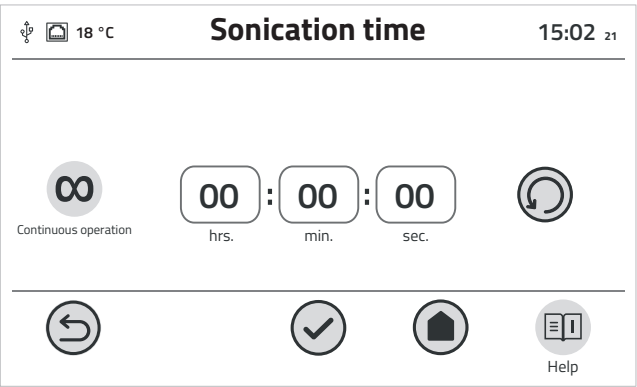 18 °C Sonication time 15:02 21
∞ 00 : 00 : 00
Continuous operation hrs. min. sec.
Help